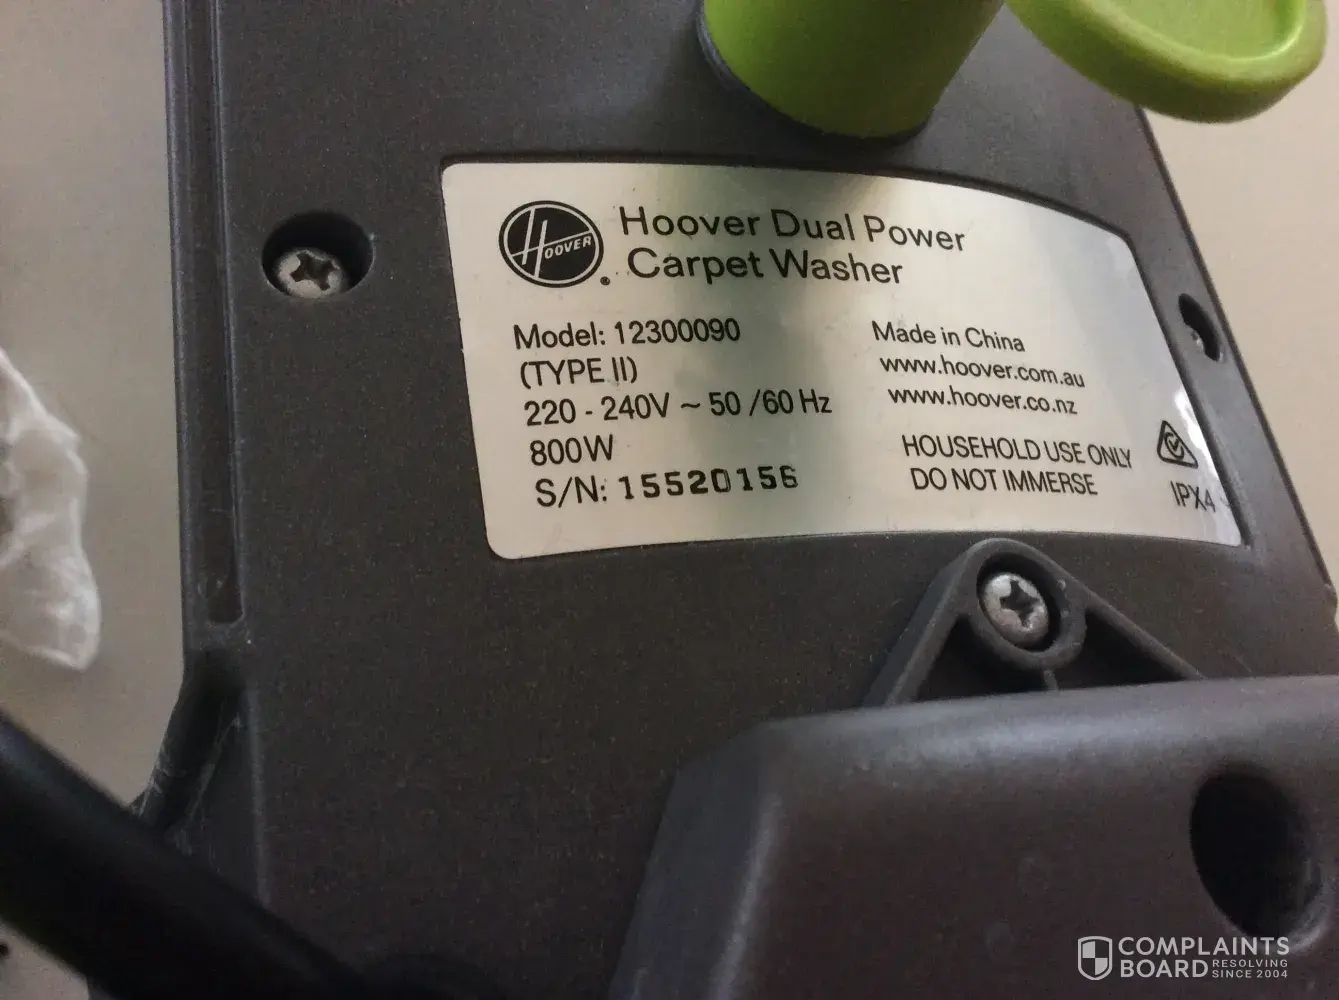 HOOVER
Hoover Dual Power
Carpet Washer
Model: 12300090
(TYPE II)
220 - 240V ~ 50 /60 Hz
800W
S/N: 15520156
Made in China
www.hoover.com.au
www.hoover.co.nz
HOUSEHOLD USE ONLY
DO NOT IMMERSE
IPX4
COMPLAINTS
BOARD RESOLVING
SINCE 2004